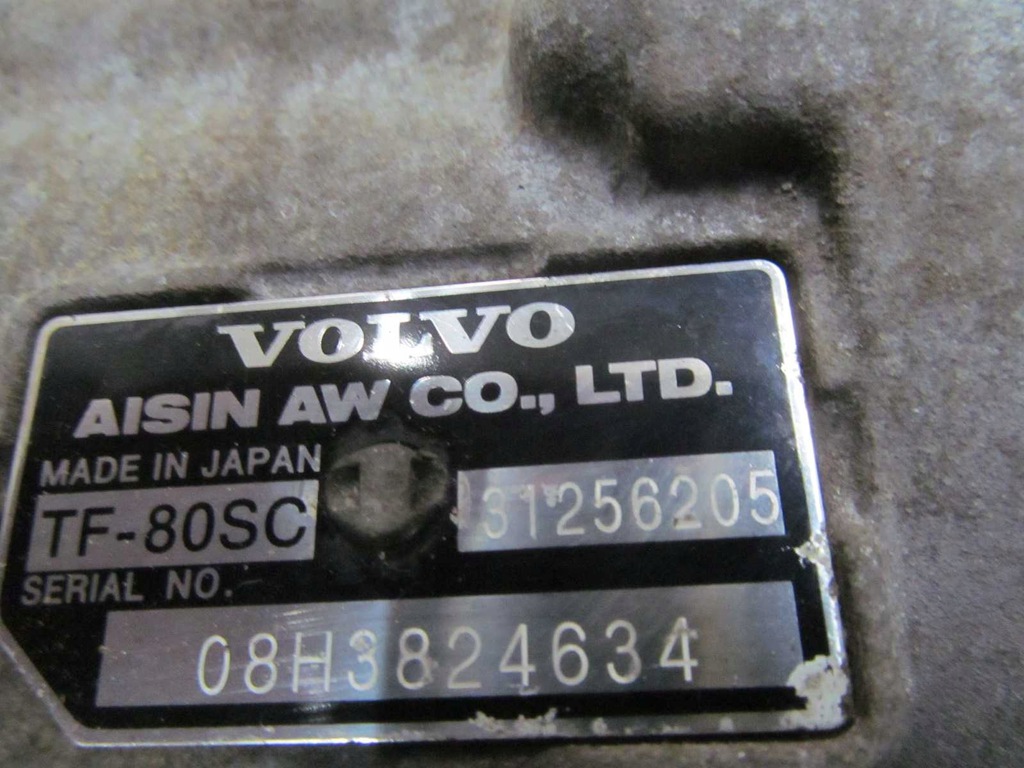 VOLVO
AISIN AW CO., LTD.
MADE IN JAPAN
TF-80SC 31256205
SERIAL NO.
08H3824634